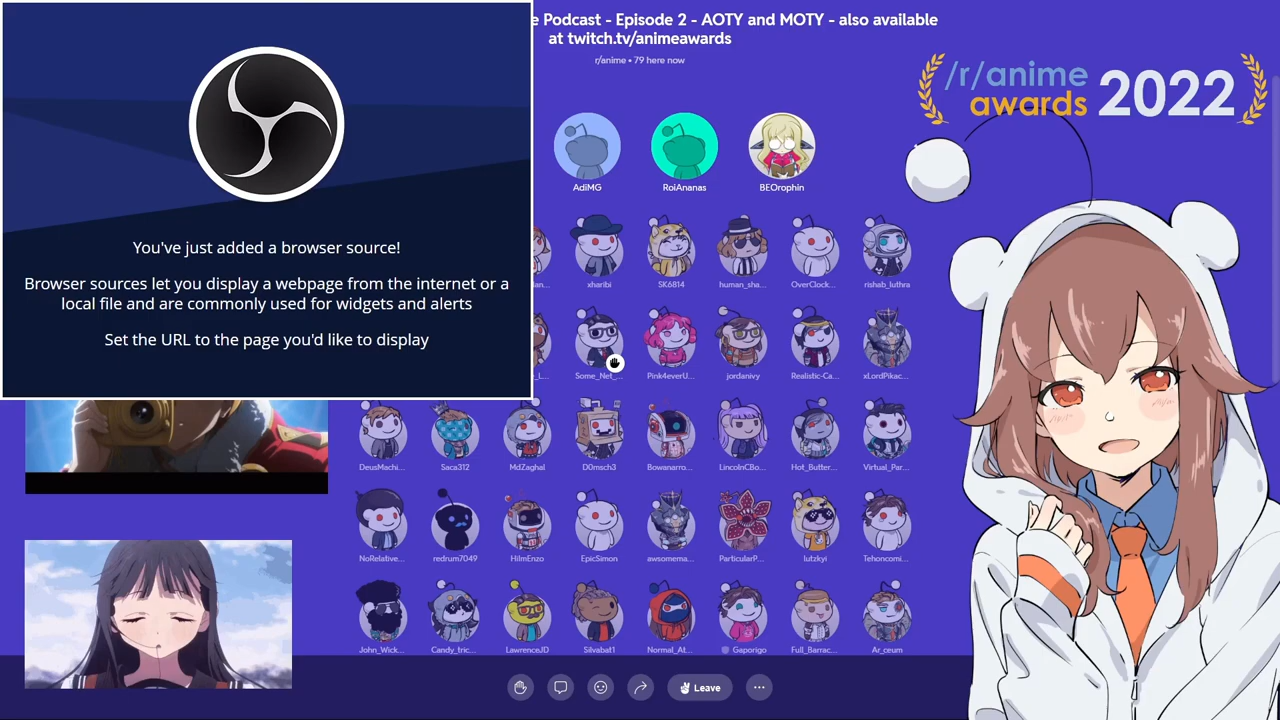 You've just added a browser source!
Browser sources let you display a webpage from the internet or a
local file and are commonly used for widgets and alerts
Set the URL to the page you'd like to display
Podcast - Episode 2 - AOTY and MOTY - also available
at twitch.tv/animeawards
r/anime • 79 here now
/r/anime
awards 2022
AdiMG RoiAnanas BEOrophin
xharibi SK6814 human_sha... OverClock... rishab_luthra
Some_Net_... Pink4everU... jordanivy Realistic-Ca... xLordPikac...
DeusMachi... Saca312 MdZaghal D0msch3 Bowanarro... LincolnCBo... Hot_Butter... Virtual_Par...
NoRelative... redrum7049 HilmEnzo EpicSimon awsomema... ParticularP... lutzkyi Tehoncomi...
John_Wick... Candy_tric... LawrenceJD Silvabat1 Normal_At... Gaporigo Full_Barrac... Ar_ceum
Leave